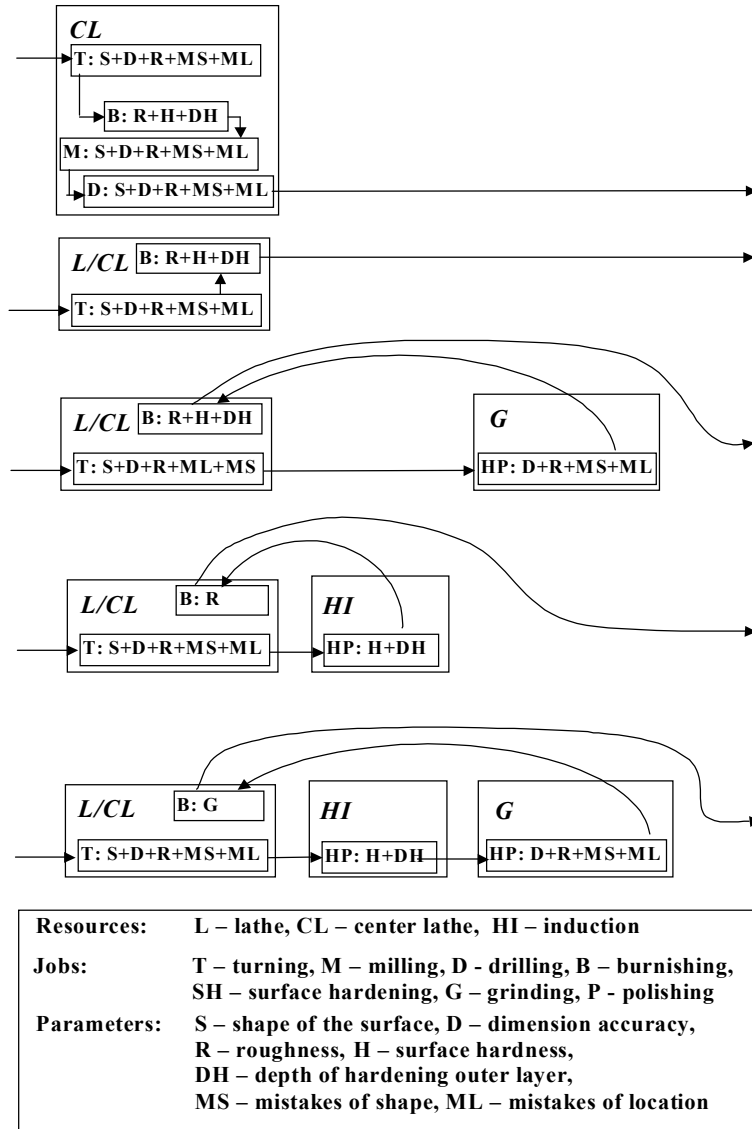 CL
T: S+D+R+MS+ML
B: R+H+DH
M: S+D+R+MS+ML
D: S+D+R+MS+ML
L/CL
B: R+H+DH
T: S+D+R+MS+ML
L/CL
B: R+H+DH
T: S+D+R+ML+MS
G
HP: D+R+MS+ML
L/CL
B: R
T: S+D+R+MS+ML
HI
HP: H+DH
L/CL
B: G
T: S+D+R+MS+ML
HI
HP: H+DH
G
HP: D+R+MS+ML
Resources: L – lathe, CL – center lathe, HI – induction
Jobs: T – turning, M – milling, D - drilling, B – burnishing,
SH – surface hardening, G – grinding, P - polishing
Parameters: S – shape of the surface, D – dimension accuracy,
R – roughness, H – surface hardness,
DH – depth of hardening outer layer,
MS – mistakes of shape, ML – mistakes of location